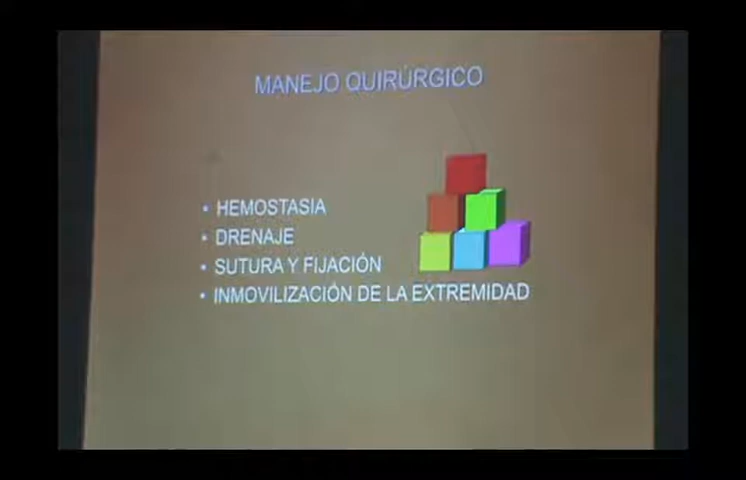 MANEJO QUIRÚRGICO
• HEMOSTASIA
• DRENAJE
• SUTURA Y FIJACIÓN
• INMOVILIZACIÓN DE LA EXTREMIDAD